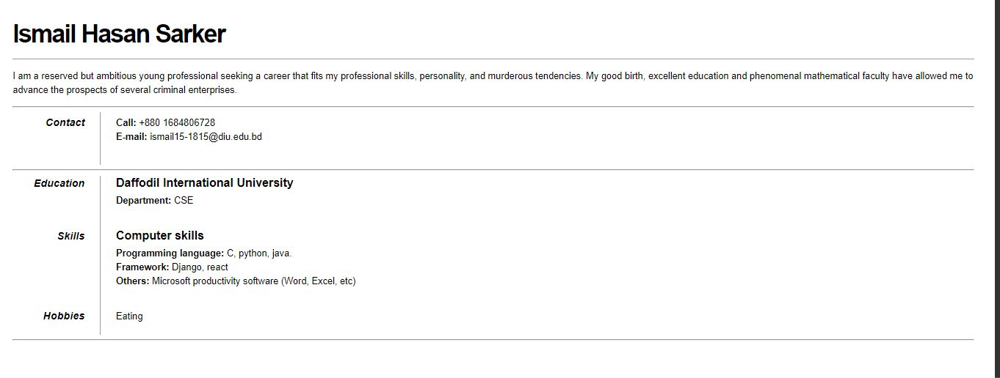 Ismail Hasan Sarker
I am a reserved but ambitious young professional seeking a career that fits my professional skills, personality, and murderous tendencies. My good birth, excellent education and phenomenal mathematical faculty have allowed me to
advance the prospects of several criminal enterprises.
Contact
Call: +880 1684806728
E-mail: ismail15-1815@diu.edu.bd
Education
Daffodil International University
Department: CSE
Skills
Computer skills
Programming language: C, python, java.
Framework: Django, react
Others: Microsoft productivity software (Word, Excel, etc)
Hobbies
Eating